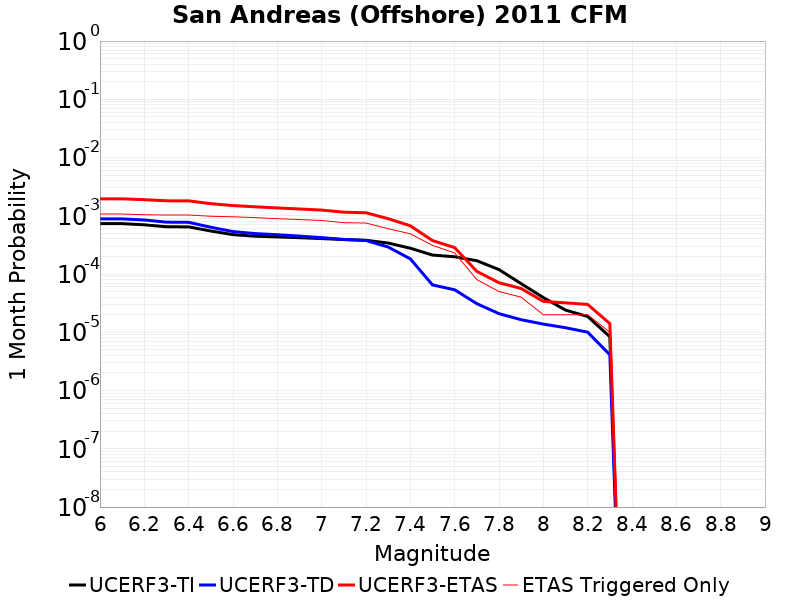 San Andreas (Offshore) 2011 CFM
1 Month Probability
10^0
10^-1
10^-2
10^-3
10^-4
10^-5
10^-6
10^-7
10^-8
6 6.2 6.4 6.6 6.8 7 7.2 7.4 7.6 7.8 8 8.2 8.4 8.6 8.8 9
Magnitude
UCERF3-TI UCERF3-TD UCERF3-ETAS ETAS Triggered Only